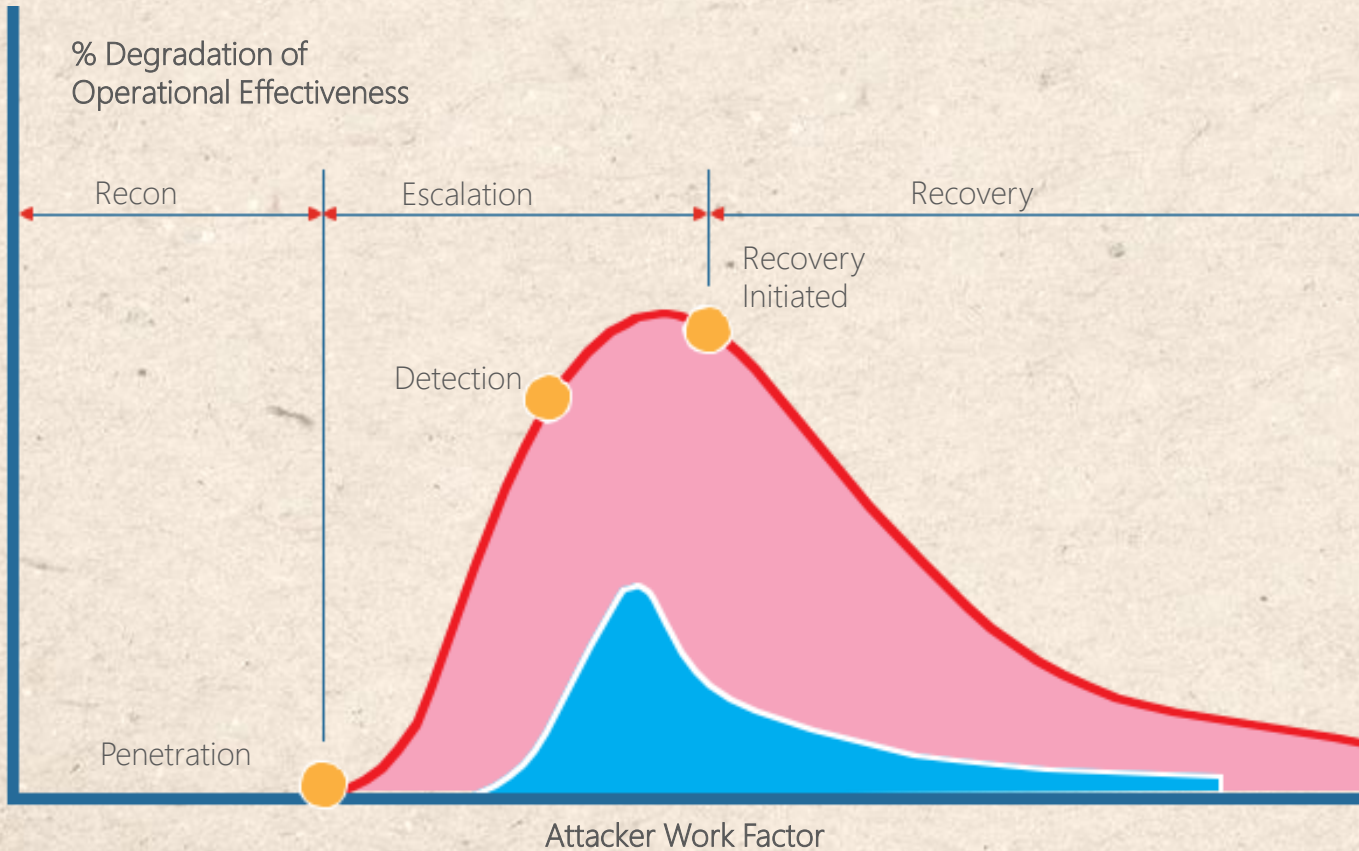 % Degradation of
Operational Effectiveness
Recon
Escalation
Recovery
Recovery
Initiated
Detection
Penetration
Attacker Work Factor